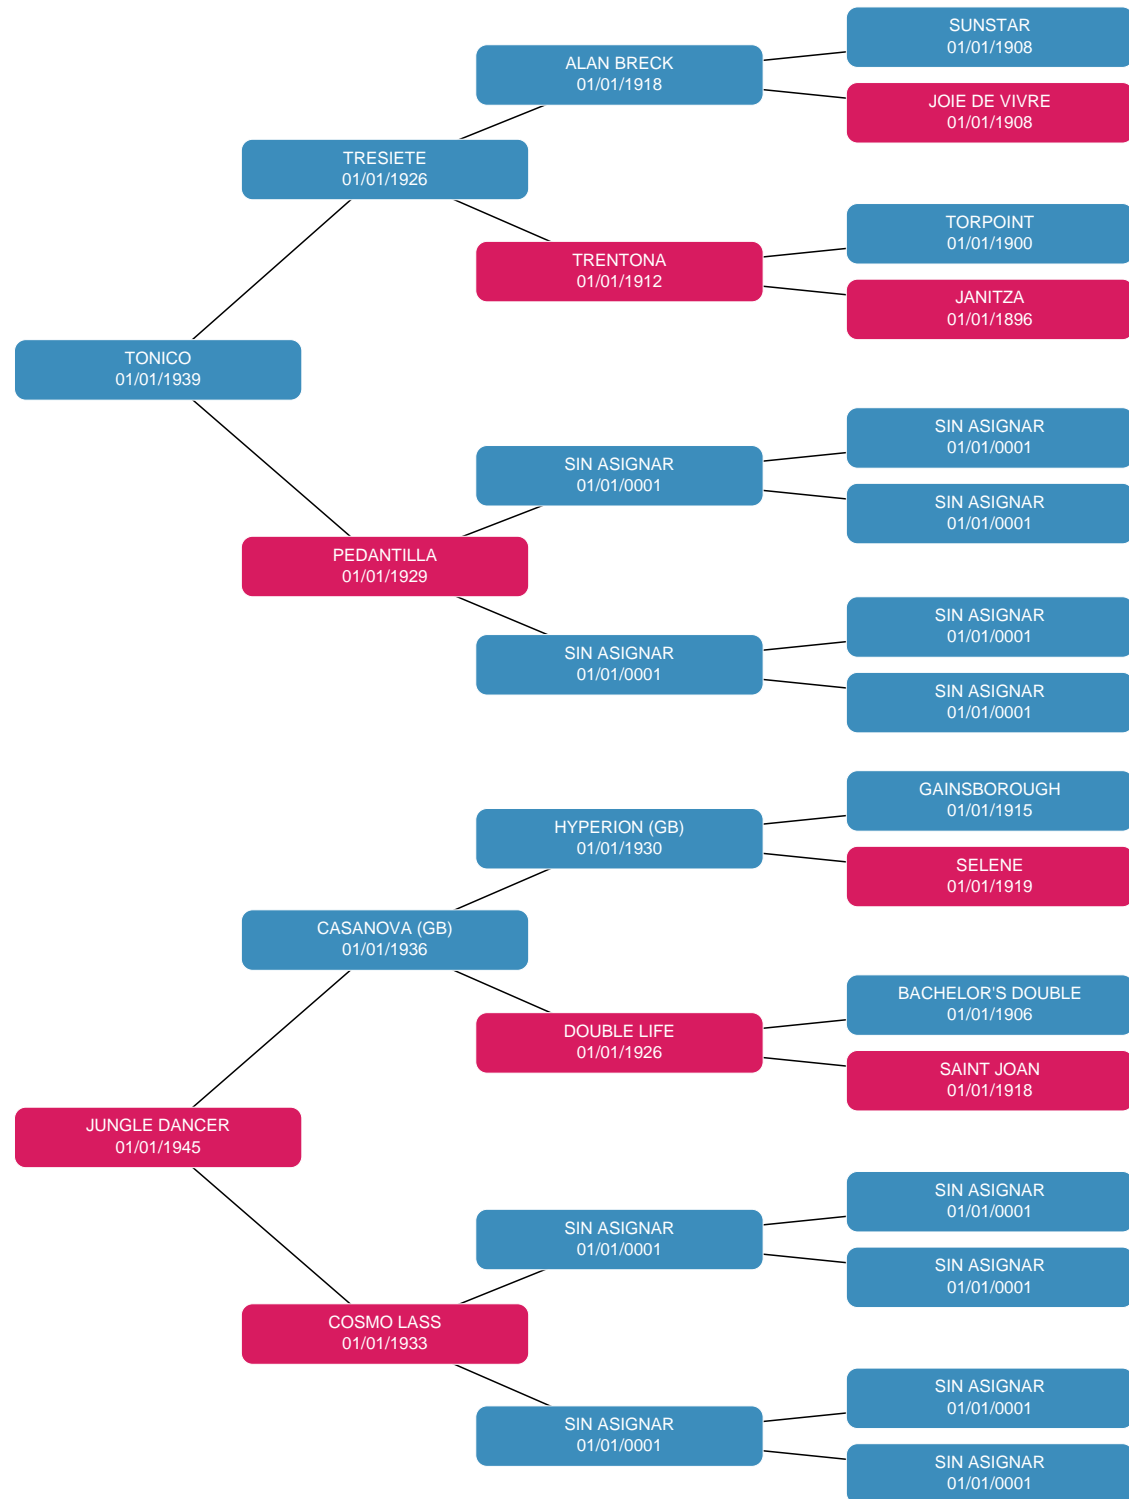 SUNSTAR
01/01/1908
ALAN BRECK
01/01/1918
JOIE DE VIVRE
01/01/1908
TRESIETE
01/01/1926
TORPOINT
01/01/1900
TRENTONA
01/01/1912
JANITZA
01/01/1896
TONICO
01/01/1939
SIN ASIGNAR
01/01/0001
SIN ASIGNAR
01/01/0001
SIN ASIGNAR
01/01/0001
PEDANTILLA
01/01/1929
SIN ASIGNAR
01/01/0001
SIN ASIGNAR
01/01/0001
SIN ASIGNAR
01/01/0001
GAINSBOROUGH
01/01/1915
HYPERION (GB)
01/01/1930
SELENE
01/01/1919
CASANOVA (GB)
01/01/1936
BACHELOR'S DOUBLE
01/01/1906
DOUBLE LIFE
01/01/1926
SAINT JOAN
01/01/1918
JUNGLE DANCER
01/01/1945
SIN ASIGNAR
01/01/0001
SIN ASIGNAR
01/01/0001
SIN ASIGNAR
01/01/0001
COSMO LASS
01/01/1933
SIN ASIGNAR
01/01/0001
SIN ASIGNAR
01/01/0001
SIN ASIGNAR
01/01/0001